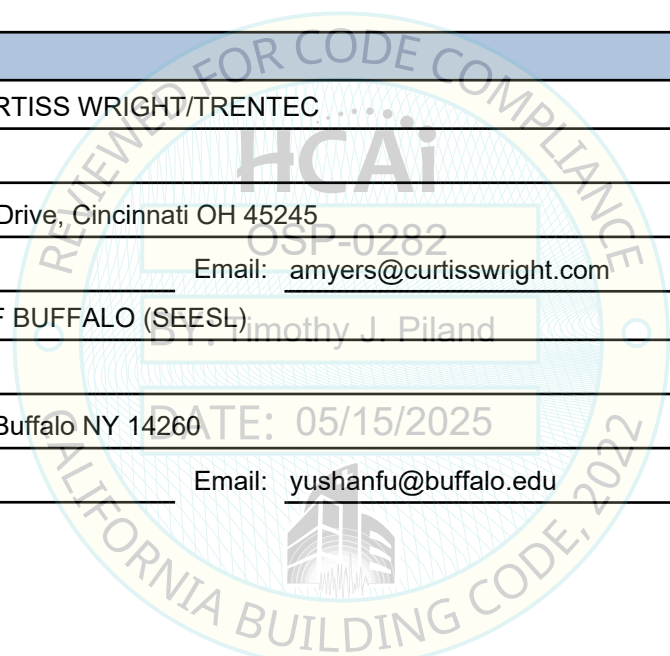 REVIEWED FOR CODE COMPLIANCE
RTISS WRIGHT/TRENTEC
HCAi
Drive, Cincinnati OH 45245
OSP-0282
Email: amyers@curtisswright.com
F BUFFALO (SEESL)
BY: Timothy J. Piland
Buffalo NY 14260
DATE: 05/15/2025
Email: yushanfu@buffalo.edu
CALIFORNIA BUILDING CODE, 2022